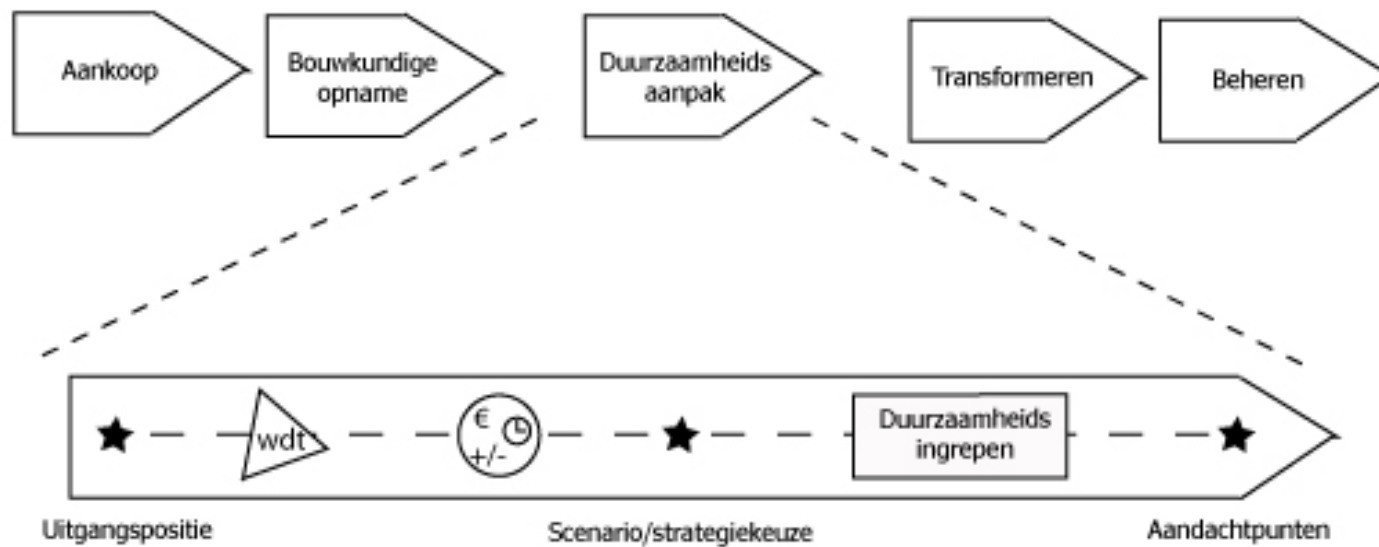 Aankoop
Bouwkundige
opname
Duurzaamheids
aanpak
Transformeren
Beheren
wdt
€
+/-
Duurzaamheids
ingrepen
Uitgangspositie
Scenario/strategiekeuze
Aandachtpunten